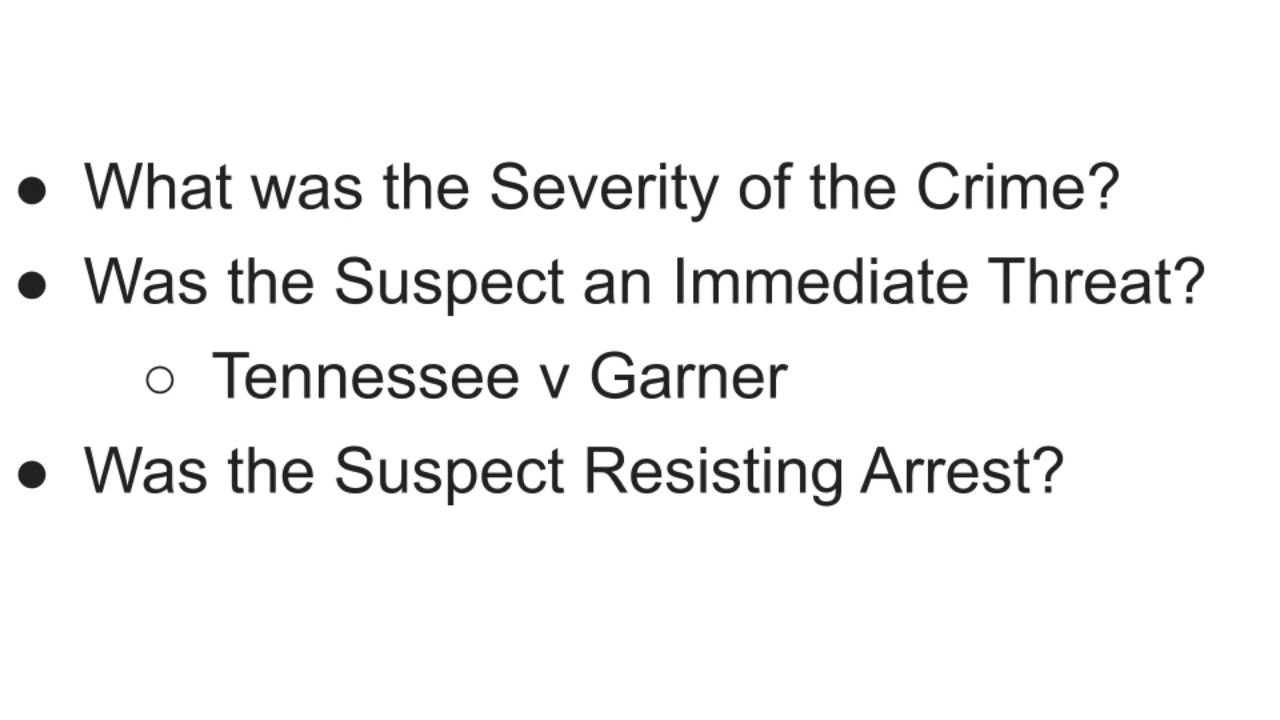 ● What was the Severity of the Crime?
● Was the Suspect an Immediate Threat?
○ Tennessee v Garner
● Was the Suspect Resisting Arrest?